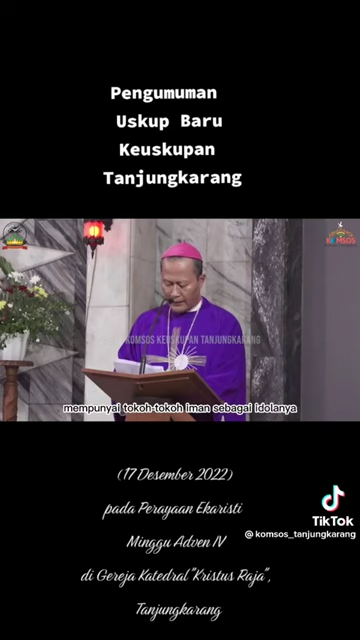 Pengumuman
Uskup Baru
Keuskupan
Tanjungkarang
KOMSOS
KOMSOS KEUSKUPAN TANJUNGKARANG
mempunyai tokoh-tokoh iman sebagai idolanya
(17 Desember 2022)
pada Perayaan Ekaristi
Minggu Adven IV
di Gereja Katedral "Kristus Raja",
Tanjungkarang
TikTok
@ komsos_tanjungkarang